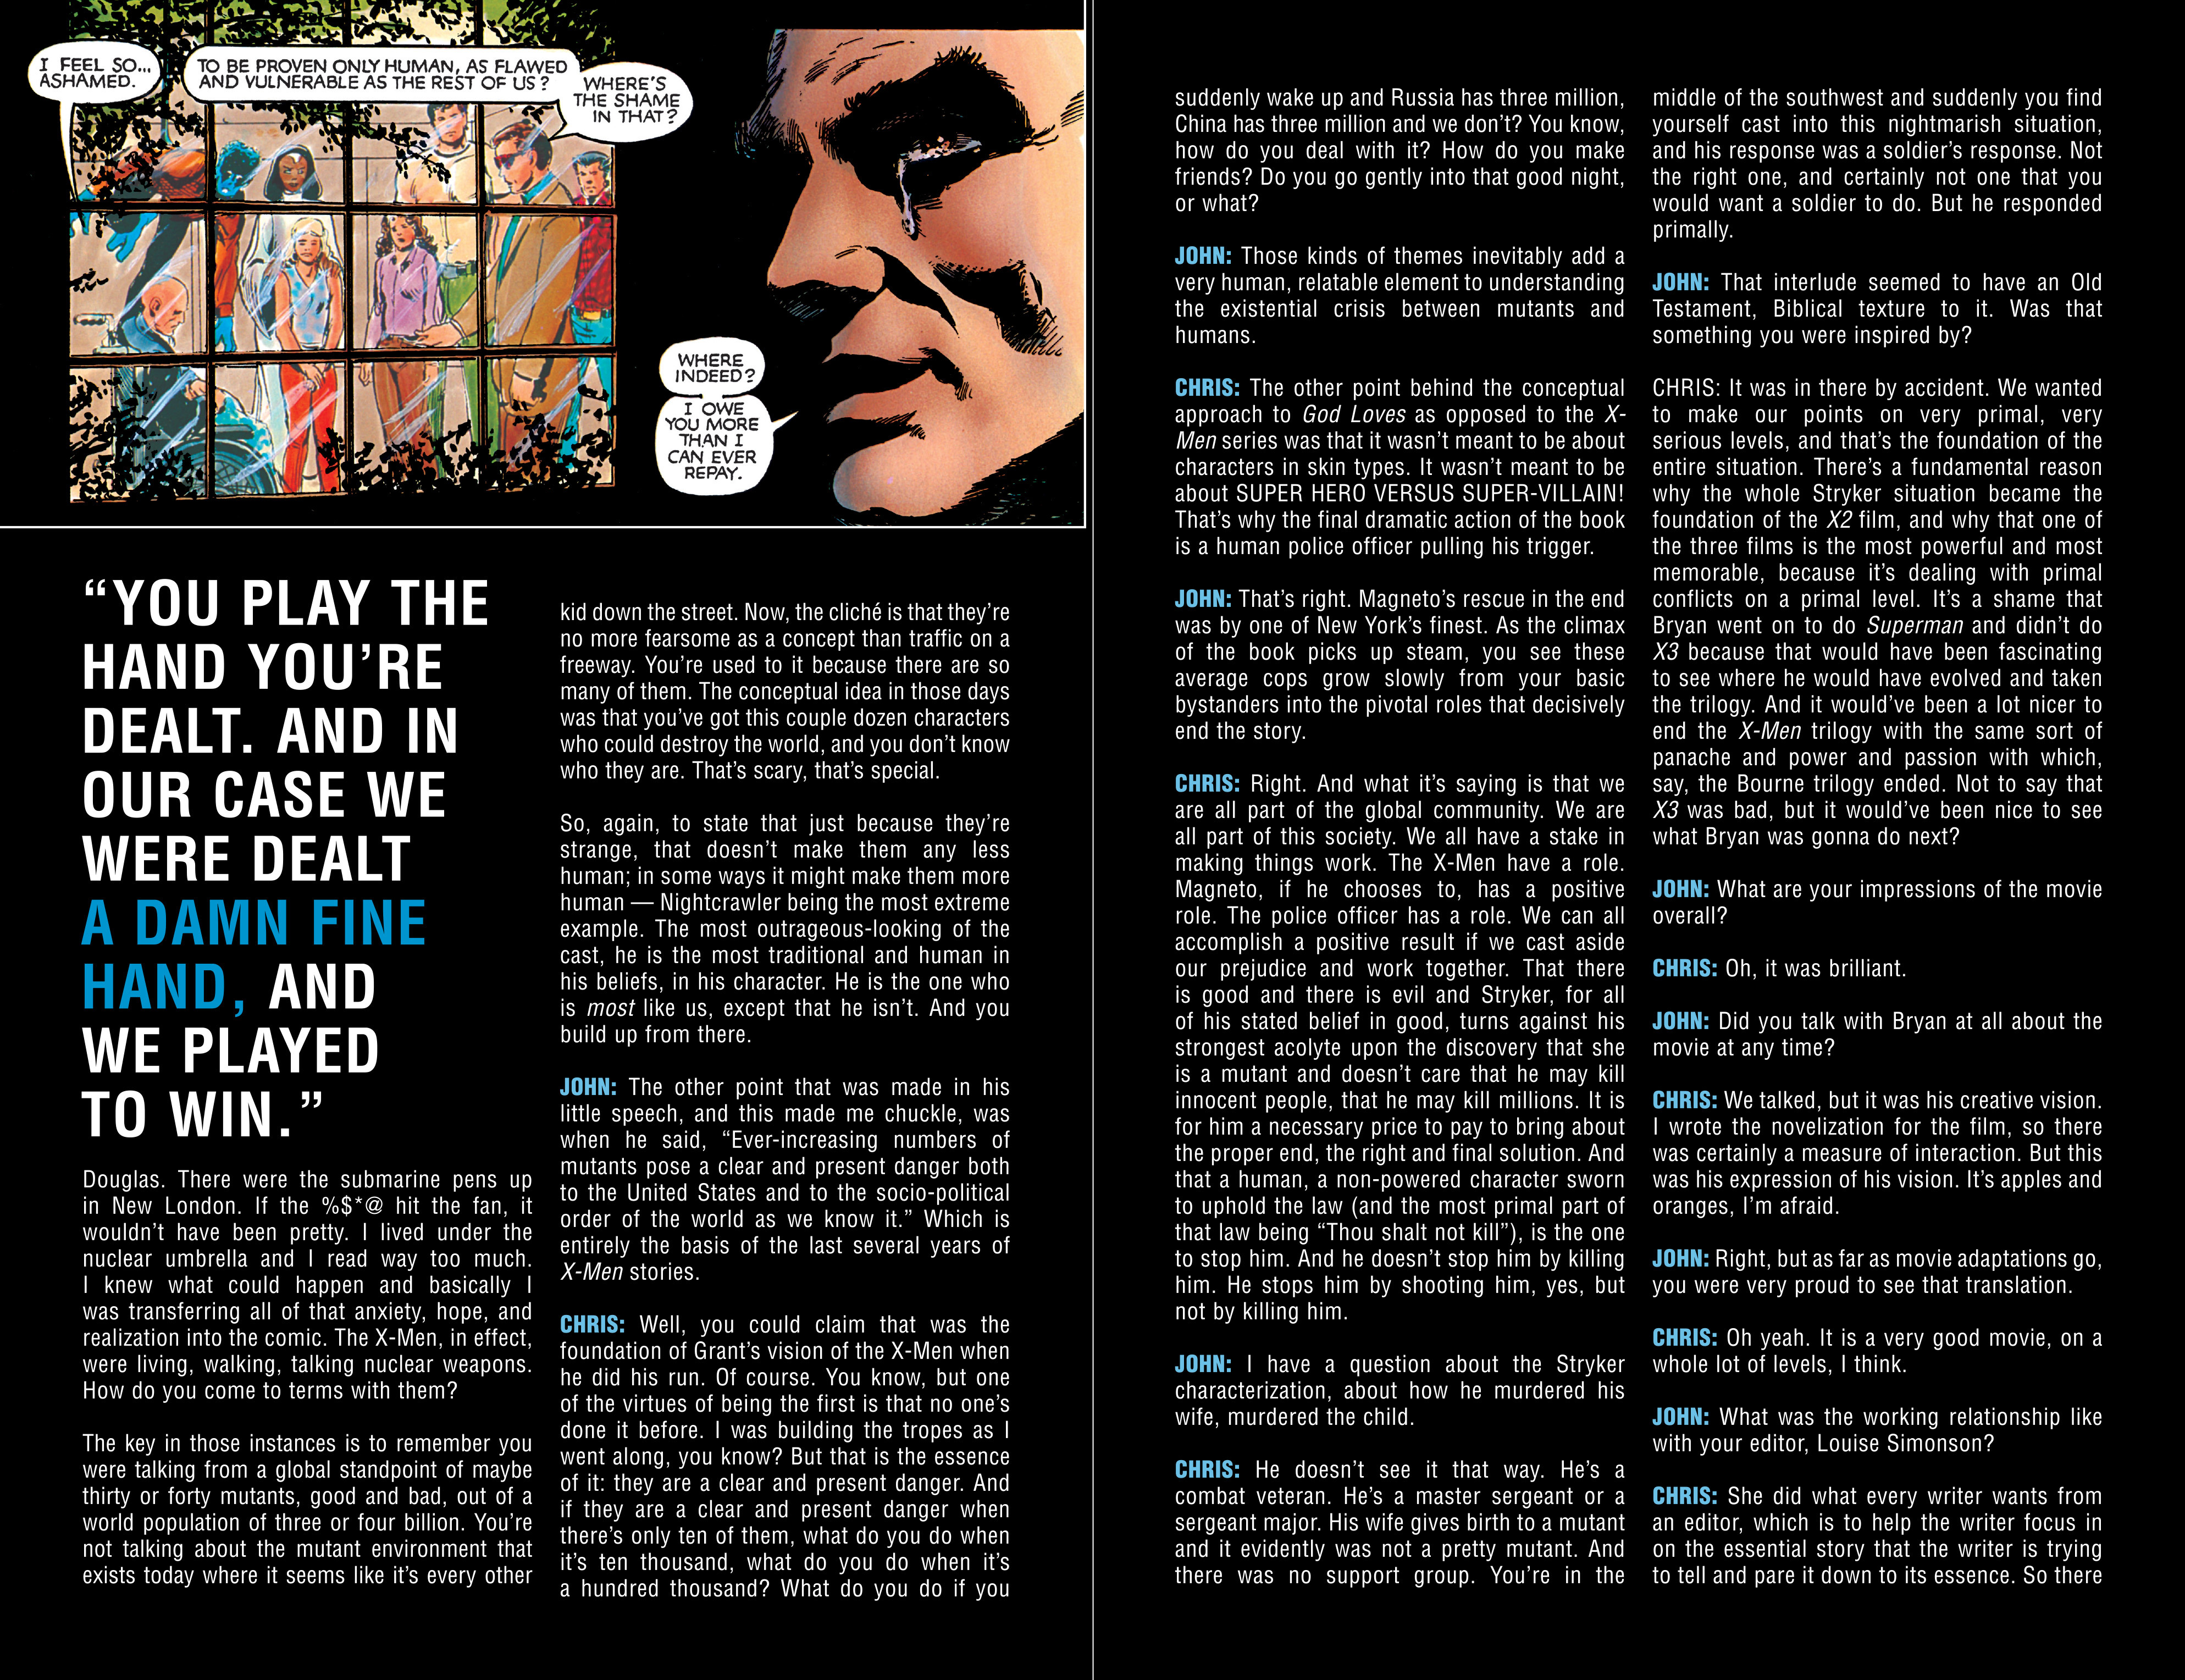 I FEEL SO...
ASHAMED.
TO BE PROVEN ONLY HUMAN, AS FLAWED
AND VULNERABLE AS THE REST OF US?
WHERE'S
THE SHAME
IN THAT?
WHERE
INDEED?
I OWE
YOU MORE
THAN I
CAN EVER
REPAY.
“YOU PLAY THE
HAND YOU’RE
DEALT. AND IN
OUR CASE WE
WERE DEALT
A DAMN FINE
HAND, AND
WE PLAYED
TO WIN.”
Douglas. There were the submarine pens up
in New London. If the %$*@ hit the fan, it
wouldn’t have been pretty. I lived under the
nuclear umbrella and I read way too much.
I knew what could happen and basically I
was transferring all of that anxiety, hope, and
realization into the comic. The X-Men, in effect,
were living, walking, talking nuclear weapons.
How do you come to terms with them?
The key in those instances is to remember you
were talking from a global standpoint of maybe
thirty or forty mutants, good and bad, out of a
world population of three or four billion. You’re
not talking about the mutant environment that
exists today where it seems like it’s every other
kid down the street. Now, the cliché is that they’re
no more fearsome as a concept than traffic on a
freeway. You’re used to it because there are so
many of them. The conceptual idea in those days
was that you’ve got this couple dozen characters
who could destroy the world, and you don’t know
who they are. That’s scary, that’s special.
So, again, to state that just because they’re
strange, that doesn’t make them any less
human; in some ways it might make them more
human — Nightcrawler being the most extreme
example. The most outrageous-looking of the
cast, he is the most traditional and human in
his beliefs, in his character. He is the one who
is most like us, except that he isn’t. And you
build up from there.
JOHN: The other point that was made in his
little speech, and this made me chuckle, was
when he said, “Ever-increasing numbers of
mutants pose a clear and present danger both
to the United States and to the socio-political
order of the world as we know it.” Which is
entirely the basis of the last several years of
X-Men stories.
CHRIS: Well, you could claim that was the
foundation of Grant’s vision of the X-Men when
he did his run. Of course. You know, but one
of the virtues of being the first is that no one’s
done it before. I was building the tropes as I
went along, you know? But that is the essence
of it: they are a clear and present danger. And
if they are a clear and present danger when
there’s only ten of them, what do you do when
it’s ten thousand, what do you do when it’s
a hundred thousand? What do you do if you
suddenly wake up and Russia has three million,
China has three million and we don’t? You know,
how do you deal with it? How do you make
friends? Do you go gently into that good night,
or what?
JOHN: Those kinds of themes inevitably add a
very human, relatable element to understanding
the existential crisis between mutants and
humans.
CHRIS: The other point behind the conceptual
approach to God Loves as opposed to the X-
Men series was that it wasn’t meant to be about
characters in skin types. It wasn’t meant to be
about SUPER HERO VERSUS SUPER-VILLAIN!
That’s why the final dramatic action of the book
is a human police officer pulling his trigger.
JOHN: That’s right. Magneto’s rescue in the end
was by one of New York’s finest. As the climax
of the book picks up steam, you see these
average cops grow slowly from your basic
bystanders into the pivotal roles that decisively
end the story.
CHRIS: Right. And what it’s saying is that we
are all part of the global community. We are
all part of this society. We all have a stake in
making things work. The X-Men have a role.
Magneto, if he chooses to, has a positive
role. The police officer has a role. We can all
accomplish a positive result if we cast aside
our prejudice and work together. That there
is good and there is evil and Stryker, for all
of his stated belief in good, turns against his
strongest acolyte upon the discovery that she
is a mutant and doesn’t care that he may kill
innocent people, that he may kill millions. It is
for him a necessary price to pay to bring about
the proper end, the right and final solution. And
that a human, a non-powered character sworn
to uphold the law (and the most primal part of
that law being “Thou shalt not kill”), is the one
to stop him. And he doesn’t stop him by killing
him. He stops him by shooting him, yes, but
not by killing him.
JOHN: I have a question about the Stryker
characterization, about how he murdered his
wife, murdered the child.
CHRIS: He doesn’t see it that way. He’s a
combat veteran. He’s a master sergeant or a
sergeant major. His wife gives birth to a mutant
and it evidently was not a pretty mutant. And
there was no support group. You’re in the
middle of the southwest and suddenly you find
yourself cast into this nightmarish situation,
and his response was a soldier’s response. Not
the right one, and certainly not one that you
would want a soldier to do. But he responded
primally.
JOHN: That interlude seemed to have an Old
Testament, Biblical texture to it. Was that
something you were inspired by?
CHRIS: It was in there by accident. We wanted
to make our points on very primal, very
serious levels, and that’s the foundation of the
entire situation. There’s a fundamental reason
why the whole Stryker situation became the
foundation of the X2 film, and why that one of
the three films is the most powerful and most
memorable, because it’s dealing with primal
conflicts on a primal level. It’s a shame that
Bryan went on to do Superman and didn’t do
X3 because that would have been fascinating
to see where he would have evolved and taken
the trilogy. And it would’ve been a lot nicer to
end the X-Men trilogy with the same sort of
panache and power and passion with which,
say, the Bourne trilogy ended. Not to say that
X3 was bad, but it would’ve been nice to see
what Bryan was gonna do next?
JOHN: What are your impressions of the movie
overall?
CHRIS: Oh, it was brilliant.
JOHN: Did you talk with Bryan at all about the
movie at any time?
CHRIS: We talked, but it was his creative vision.
I wrote the novelization for the film, so there
was certainly a measure of interaction. But this
was his expression of his vision. It’s apples and
oranges, I’m afraid.
JOHN: Right, but as far as movie adaptations go,
you were very proud to see that translation.
CHRIS: Oh yeah. It is a very good movie, on a
whole lot of levels, I think.
JOHN: What was the working relationship like
with your editor, Louise Simonson?
CHRIS: She did what every writer wants from
an editor, which is to help the writer focus in
on the essential story that the writer is trying
to tell and pare it down to its essence. So there